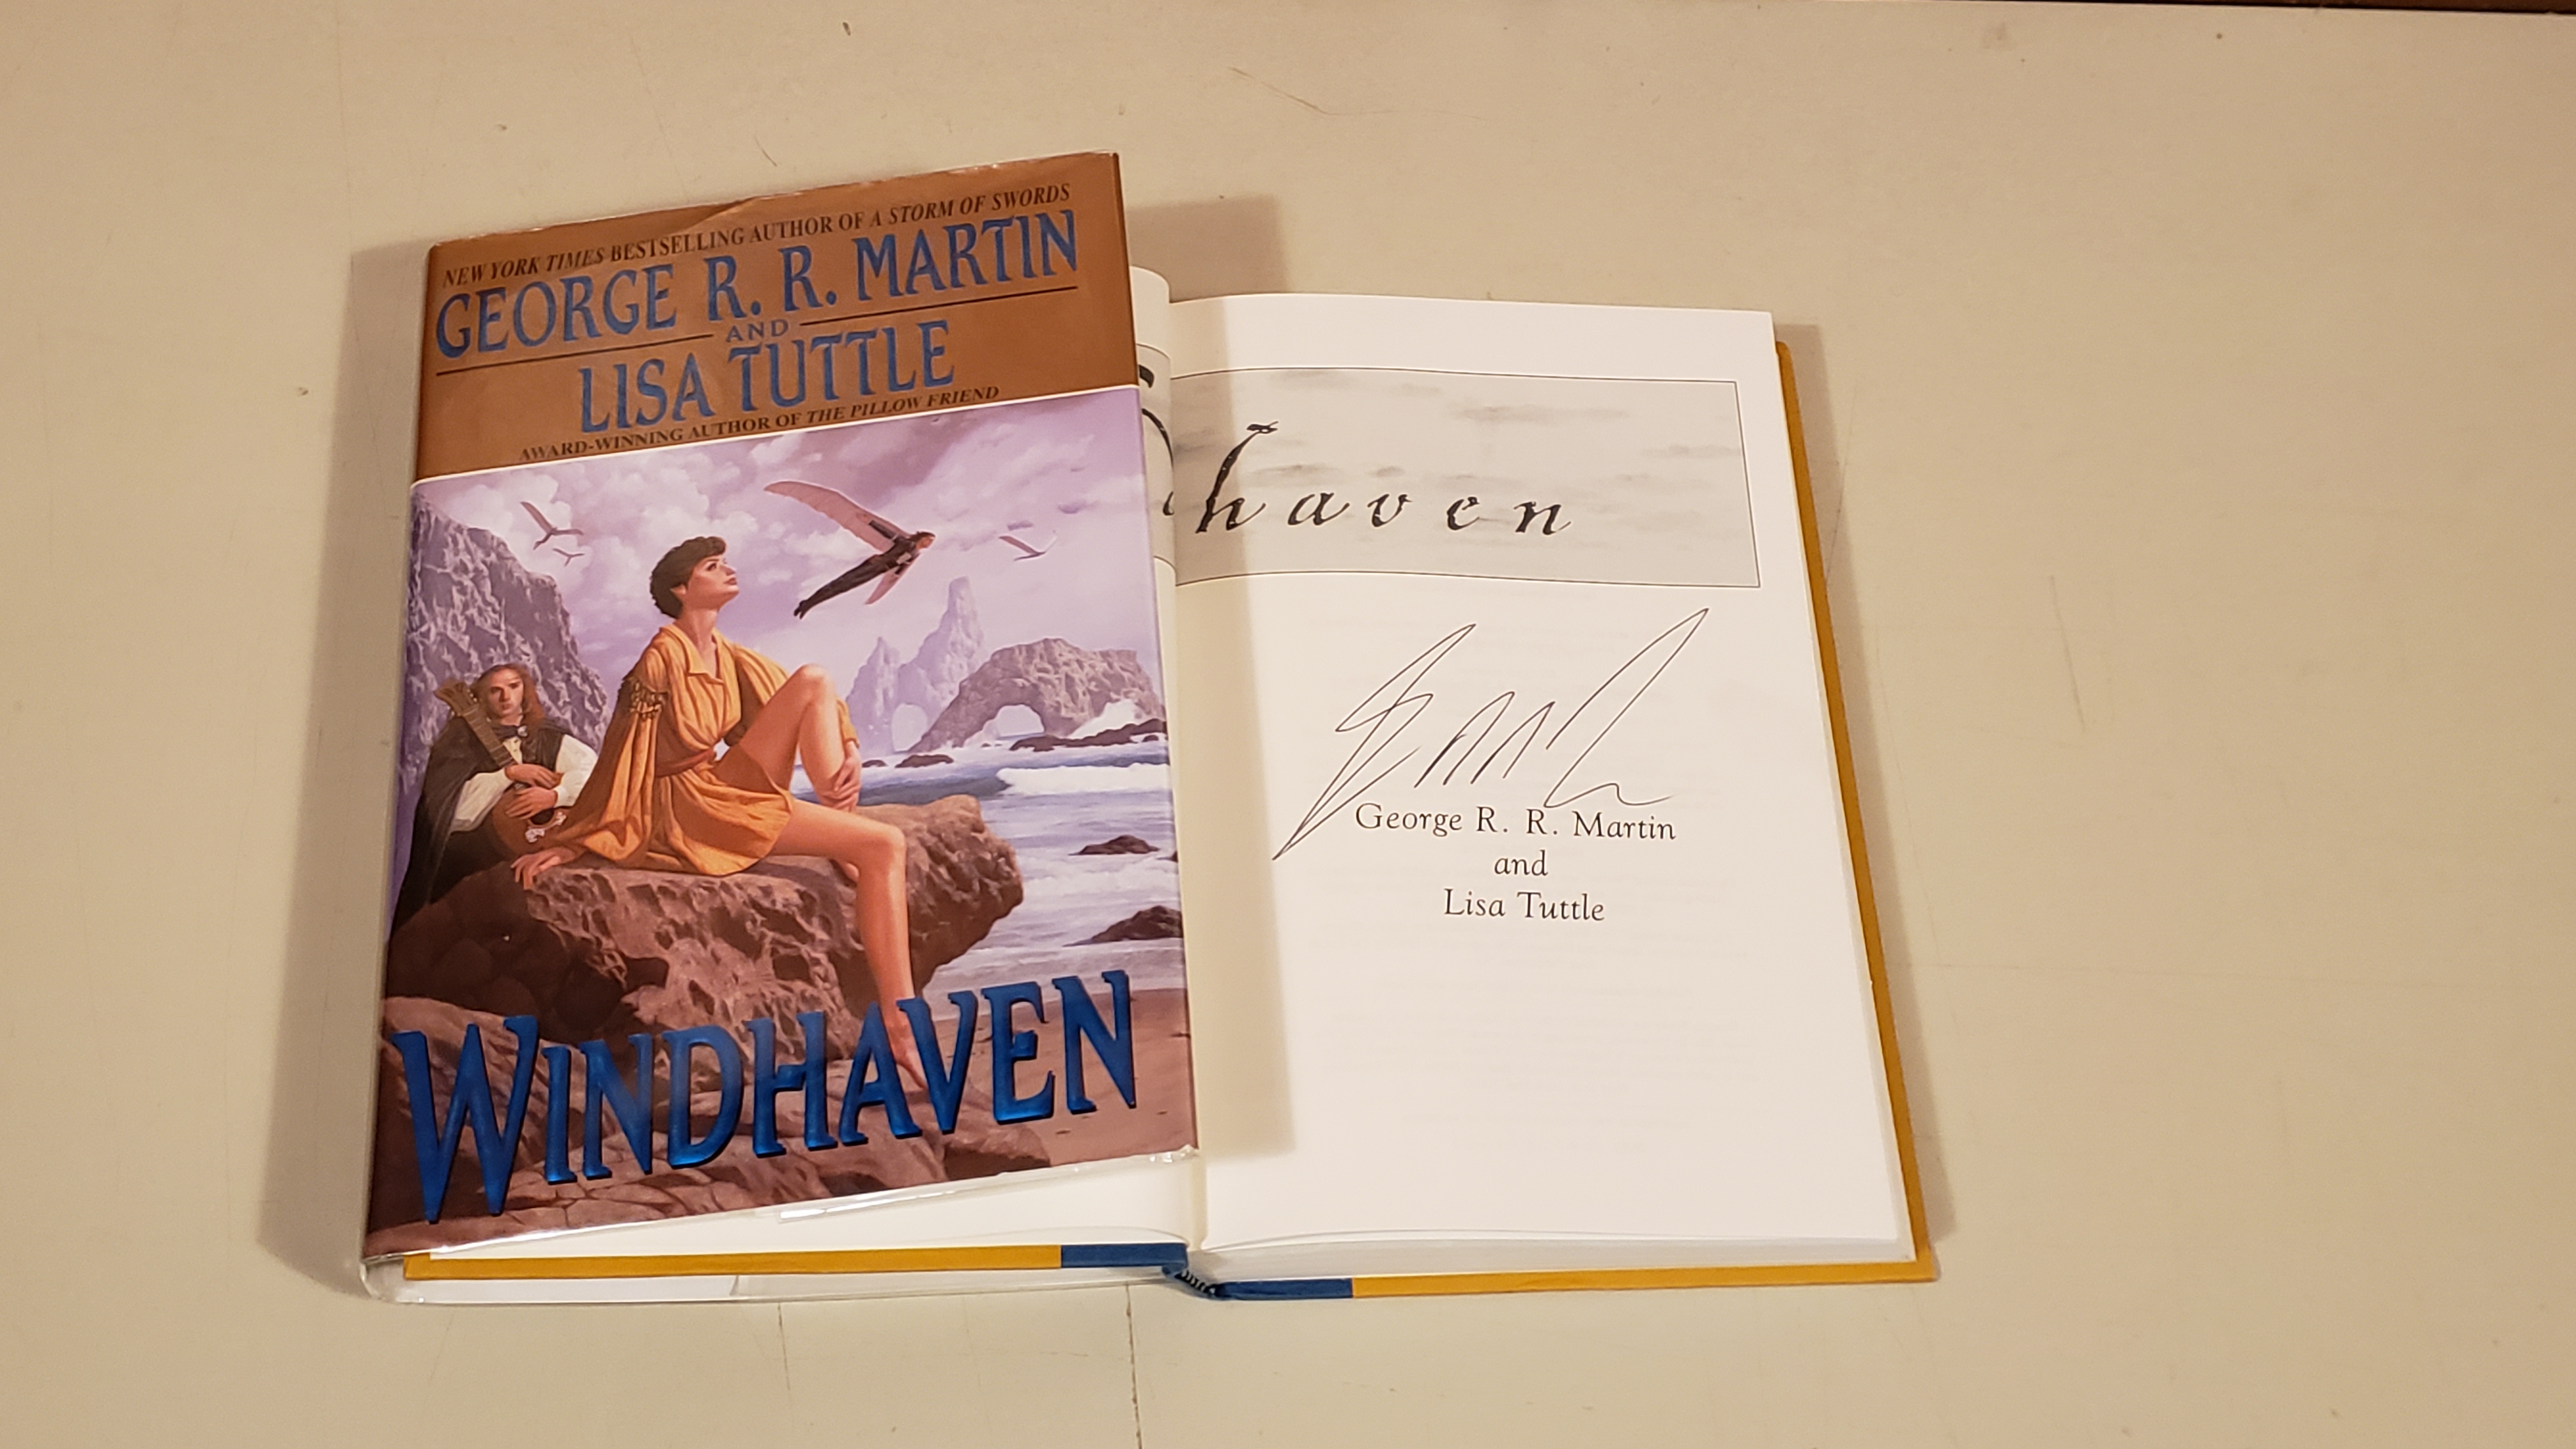 NEW YORK TIMES BESTSELLING AUTHOR OF A STORM OF SWORDS
GEORGE R. R. MARTIN
AND
LISA TUTTLE
AWARD-WINNING AUTHOR OF THE PILLOW FRIEND
WINDHAVEN
haven
George R. R. Martin
and
Lisa Tuttle